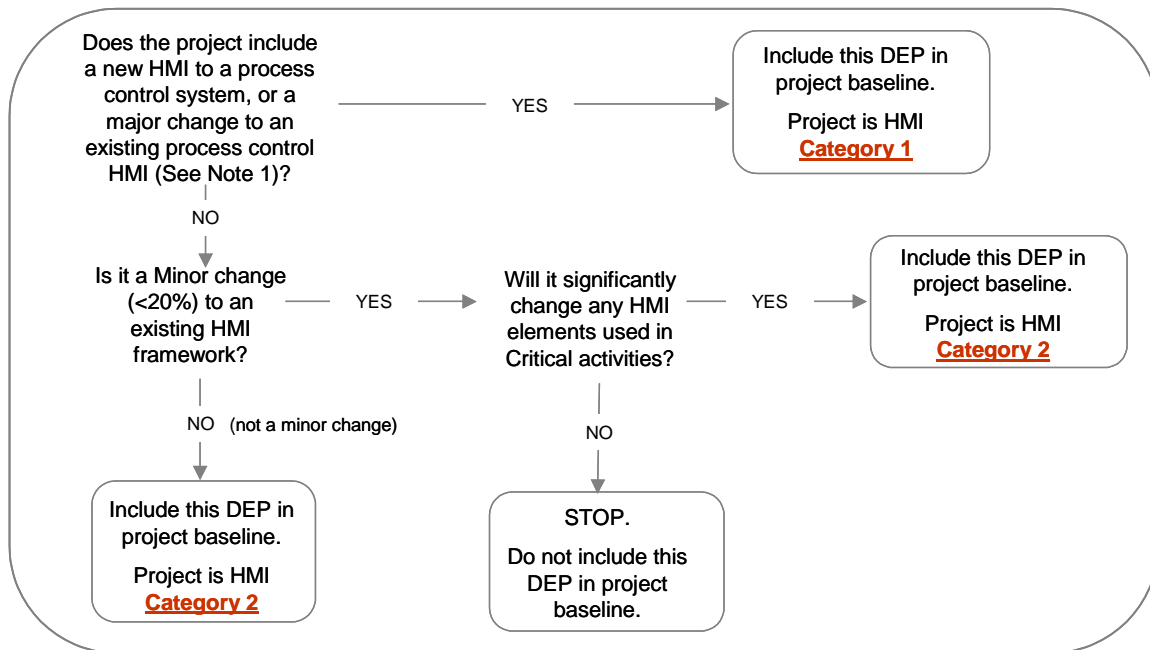 Does the project include
a new HMI to a process
control system, or a
major change to an
existing process control
HMI (See Note 1)?
YES
Include this DEP in
project baseline.
Project is HMI
Category 1
NO
Is it a Minor change
(<20%) to an
existing HMI
framework?
YES
Will it significantly
change any HMI
elements used in
Critical activities?
YES
Include this DEP in
project baseline.
Project is HMI
Category 2
NO (not a minor change)
NO
Include this DEP in
project baseline.
Project is HMI
Category 2
STOP.
Do not include this
DEP in project
baseline.